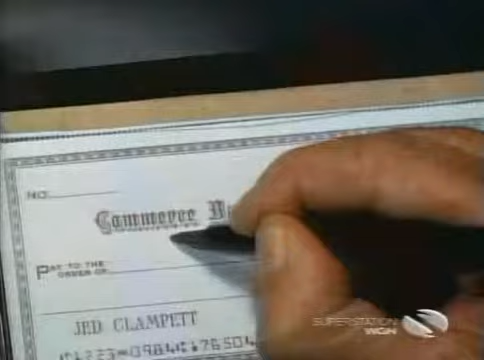 NO.
Commerce
PAY TO THE
ORDER OF
JED CLAMPETT
SUPERSTATION
WGN